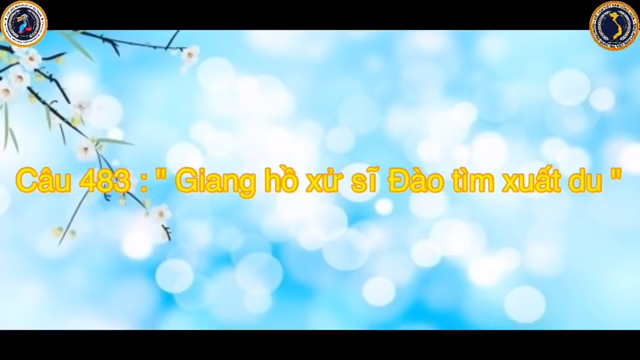 Câu 483 : " Giang hồ xử sĩ Đào tìm xuất du "